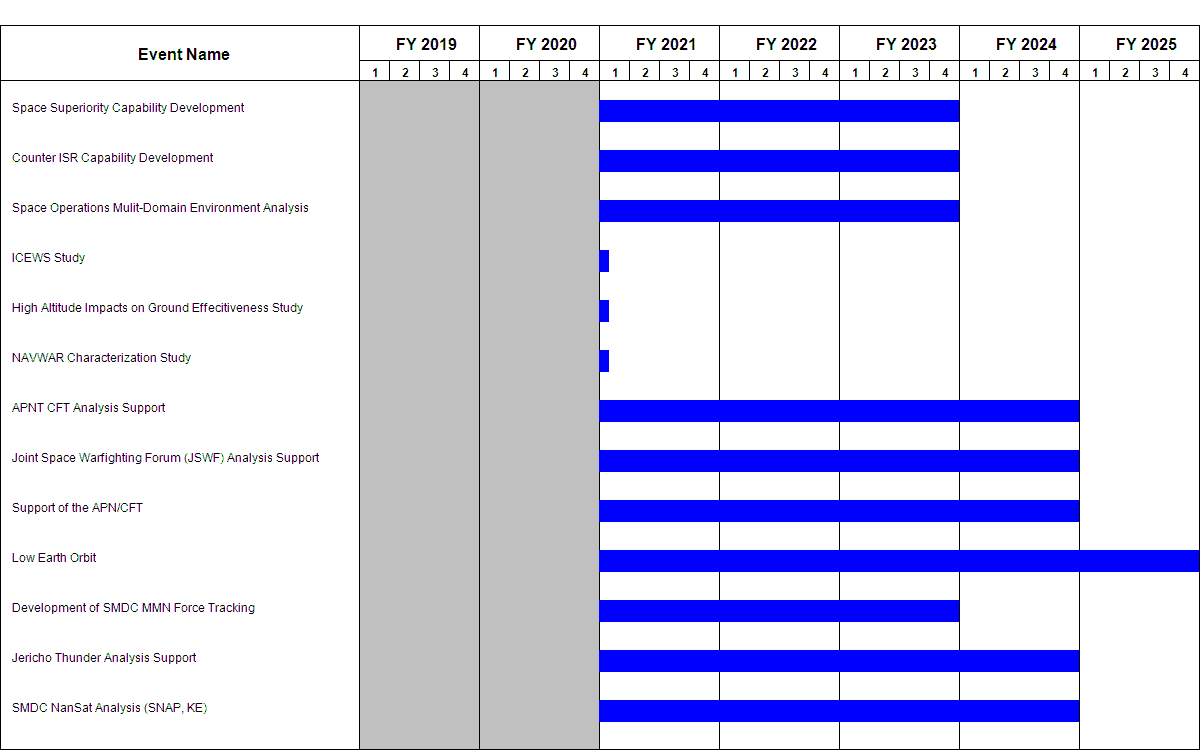 Event Name FY 2019 FY 2020 FY 2021 FY 2022 FY 2023 FY 2024 FY 2025
1 2 3 4 1 2 3 4 1 2 3 4 1 2 3 4 1 2 3 4 1 2 3 4 1 2 3 4
Space Superiority Capability Development
Counter ISR Capability Development
Space Operations Mulit-Domain Environment Analysis
ICEWS Study
High Altitude Impacts on Ground Effecitiveness Study
NAVWAR Characterization Study
APNT CFT Analysis Support
Joint Space Warfighting Forum (JSWF) Analysis Support
Support of the APN/CFT
Low Earth Orbit
Development of SMDC MMN Force Tracking
Jericho Thunder Analysis Support
SMDC NanSat Analysis (SNAP, KE)